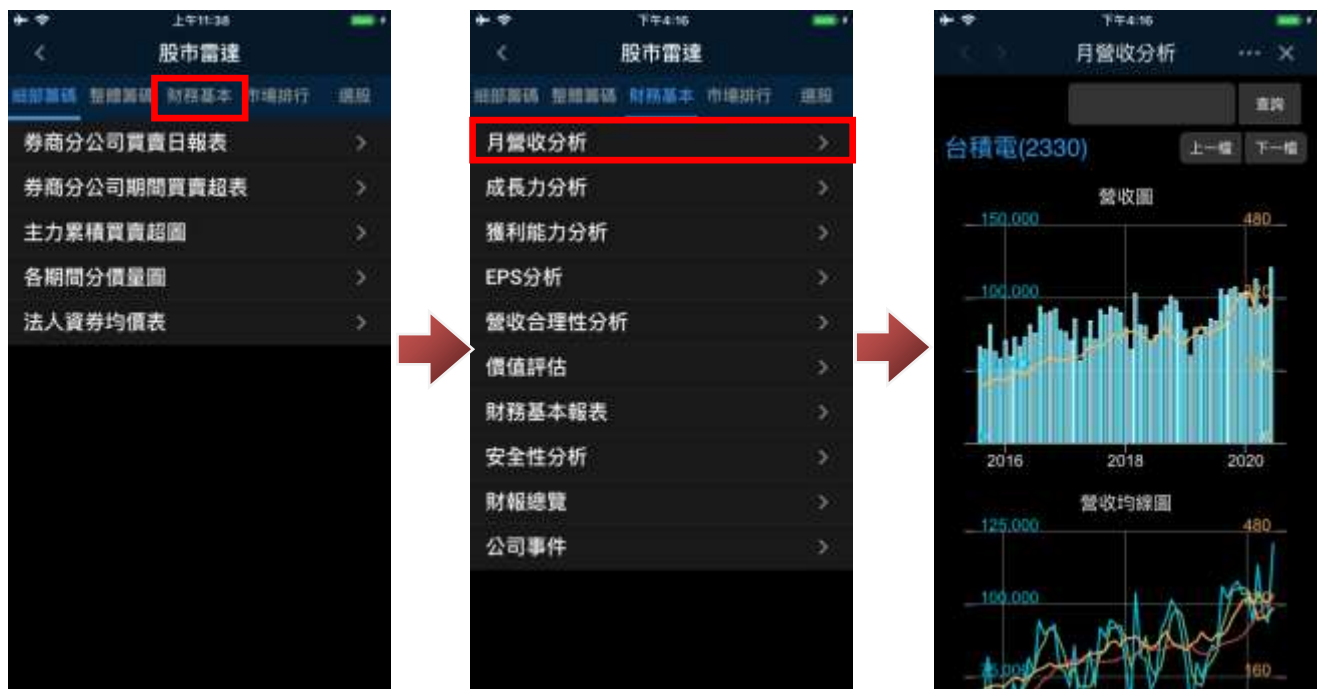 上午11:38
股市雷達
細部籌碼 整體籌碼 財務基本 市場排行 選股
券商分公司買賣日報表
券商分公司期間買賣超表
主力累積買賣超圖
各期間分價量圖
法人資券均價表
下午4:16
股市雷達
細部籌碼 整體籌碼 財務基本 市場排行 選股
月營收分析
成長力分析
獲利能力分析
EPS分析
營收合理性分析
價值評估
財務基本報表
安全性分析
財報總覽
公司事件
下午4:16
月營收分析
查詢
台積電(2330) 上一檔 下一檔
營收圖
150,000 480
100,000
2016 2018 2020
營收均線圖
125,000 480
100,000
160